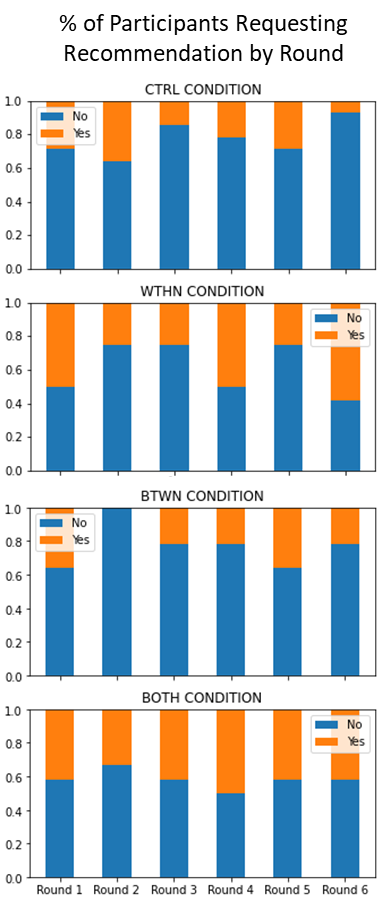 % of Participants Requesting
Recommendation by Round
CTRL CONDITION
1.0
No
Yes
0.8
0.6
0.4
0.2
0.0
WTHN CONDITION
1.0
No
Yes
0.8
0.6
0.4
0.2
0.0
BTWN CONDITION
1.0
No
Yes
0.8
0.6
0.4
0.2
0.0
BOTH CONDITION
1.0
No
Yes
0.8
0.6
0.4
0.2
0.0
Round 1 Round 2 Round 3 Round 4 Round 5 Round 6